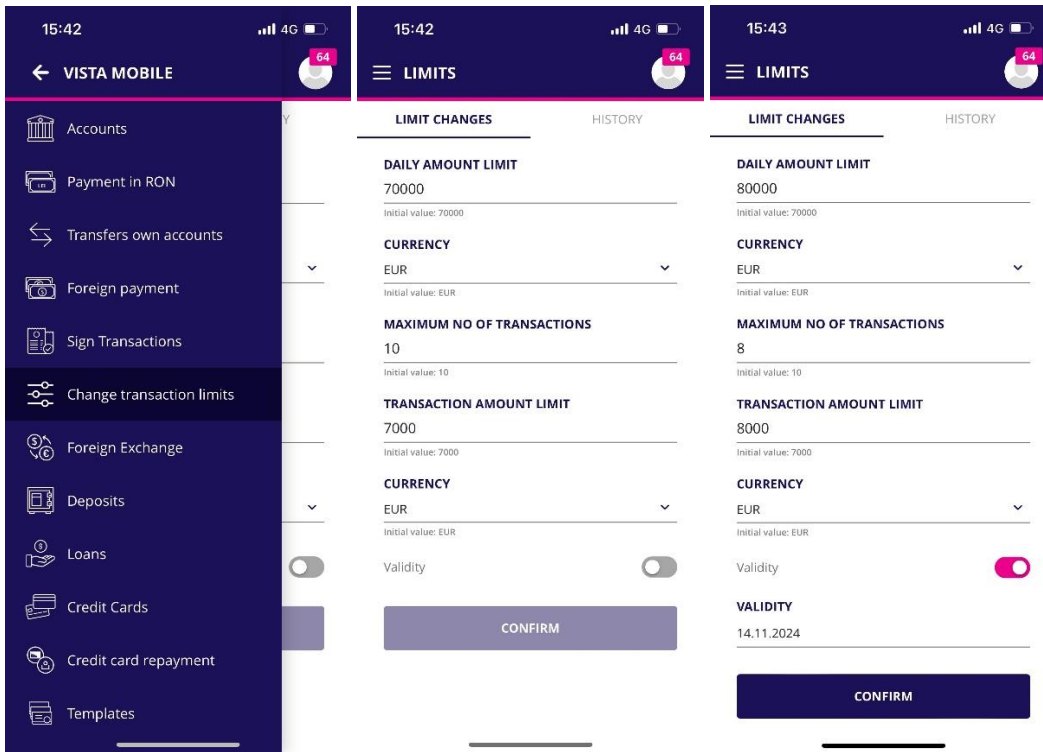 15:42
4G
64
VISTA MOBILE
Y
Accounts
Payment in RON
Transfers own accounts
Foreign payment
Sign Transactions
Change transaction limits
Foreign Exchange
Deposits
Loans
Credit Cards
Credit card repayment
Templates
15:42
4G
64
LIMITS
LIMIT CHANGES HISTORY
DAILY AMOUNT LIMIT
70000
Initial value: 70000
CURRENCY
EUR
Initial value: EUR
MAXIMUM NO OF TRANSACTIONS
10
Initial value: 10
TRANSACTION AMOUNT LIMIT
7000
Initial value: 7000
CURRENCY
EUR
Initial value: EUR
Validity
CONFIRM
15:43
4G
64
LIMITS
LIMIT CHANGES HISTORY
DAILY AMOUNT LIMIT
80000
Initial value: 70000
CURRENCY
EUR
Initial value: EUR
MAXIMUM NO OF TRANSACTIONS
8
Initial value: 10
TRANSACTION AMOUNT LIMIT
8000
Initial value: 7000
CURRENCY
EUR
Initial value: EUR
Validity
VALIDITY
14.11.2024
CONFIRM